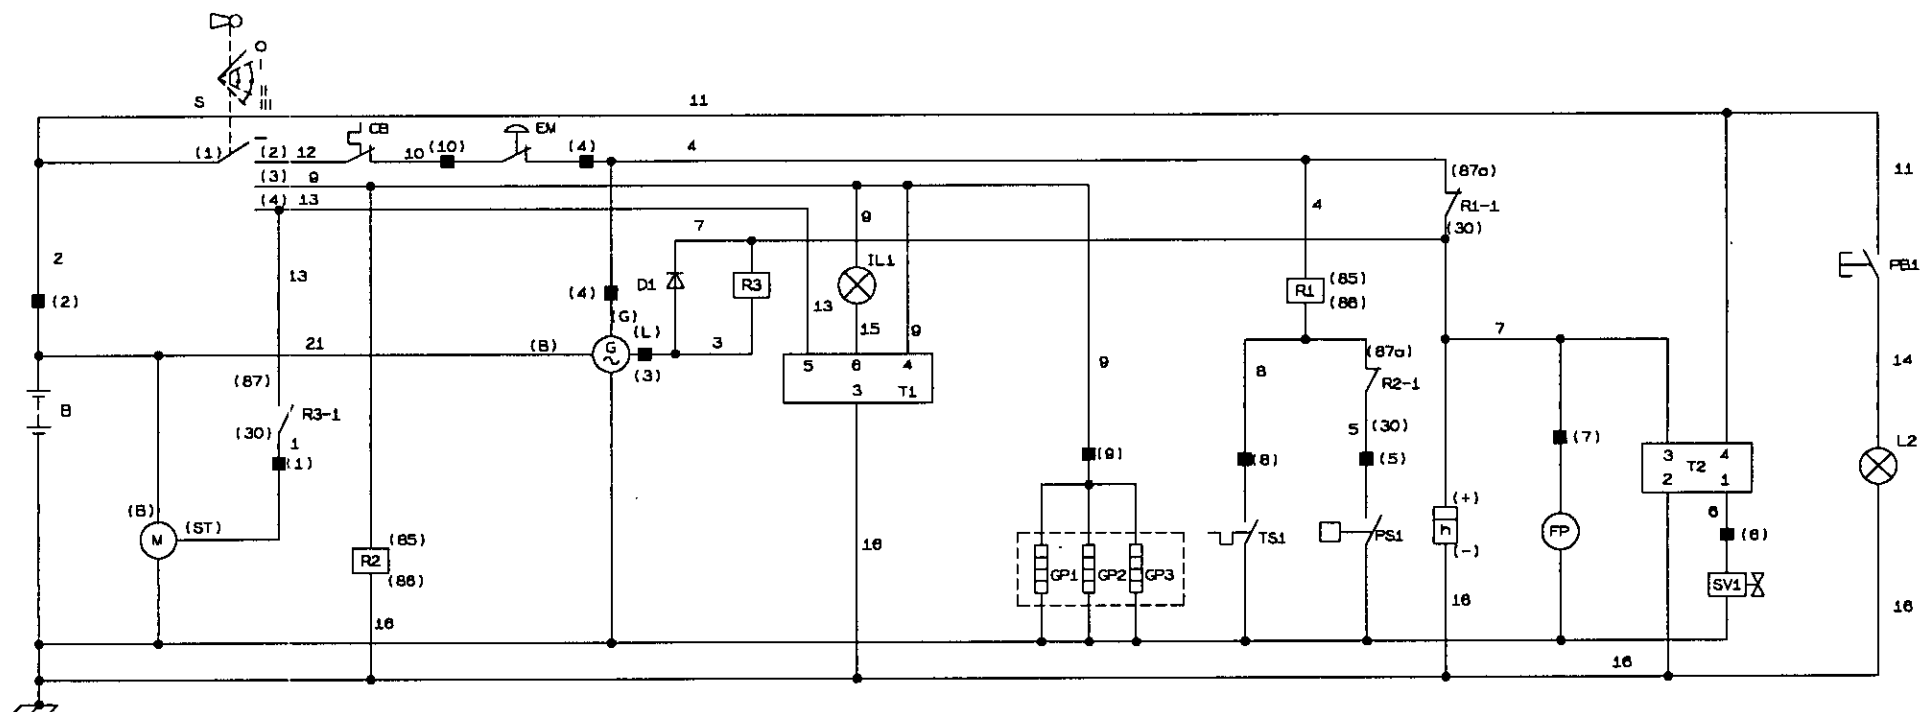 O
I
II
III
S
11
CB
EM
(1)
(2) 12
10
(10)
(4)
4
(3) 9
(4) 13
(87a)
R1-1
(30)
11
9
4
7
2
13
IL1
(85)
R1
(86)
PB1
D1
R3
(4)
(2)
13
(G)
(L)
15
9
21
(B)
G
3
(3)
7
5 6 4
3 T1
9
8
(87a)
R2-1
14
(87)
R3-1
B
(30)
1
(1)
5
(30)
(7)
L2
(9)
(8)
(5)
3 4
T2
2 1
(+)
h
(-)
6
(6)
(B)
M
(ST)
16
TS1
PS1
FP
(85)
R2
(86)
GP1
GP2
GP3
SV1
16
16
16
16